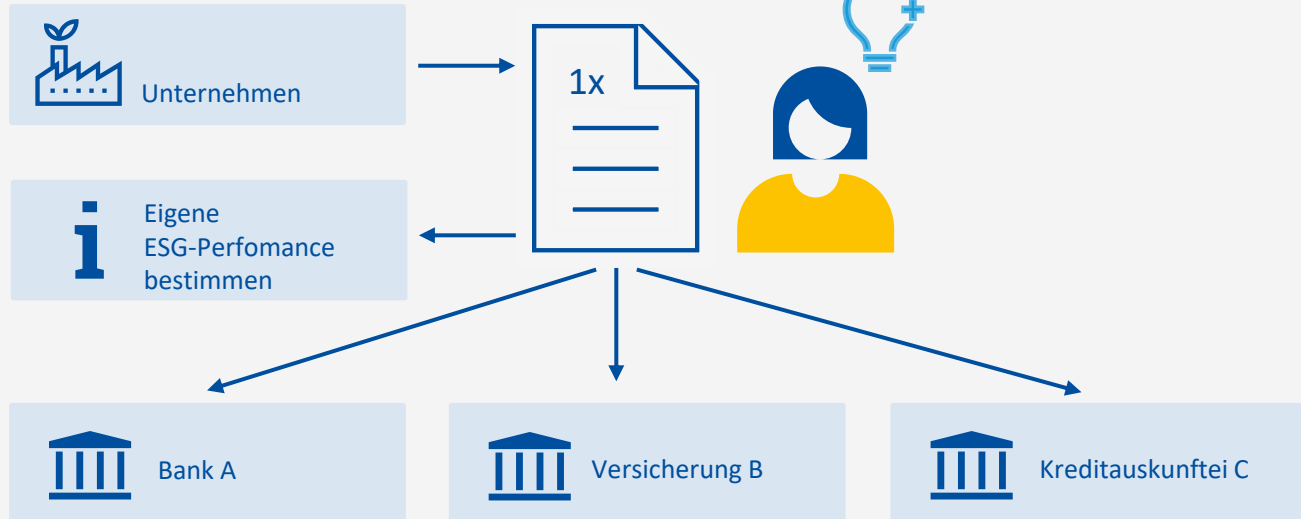 Unternehmen
1x
Eigene
ESG-Perfomance
bestimmen
Bank A
Versicherung B
Kreditauskunftei C